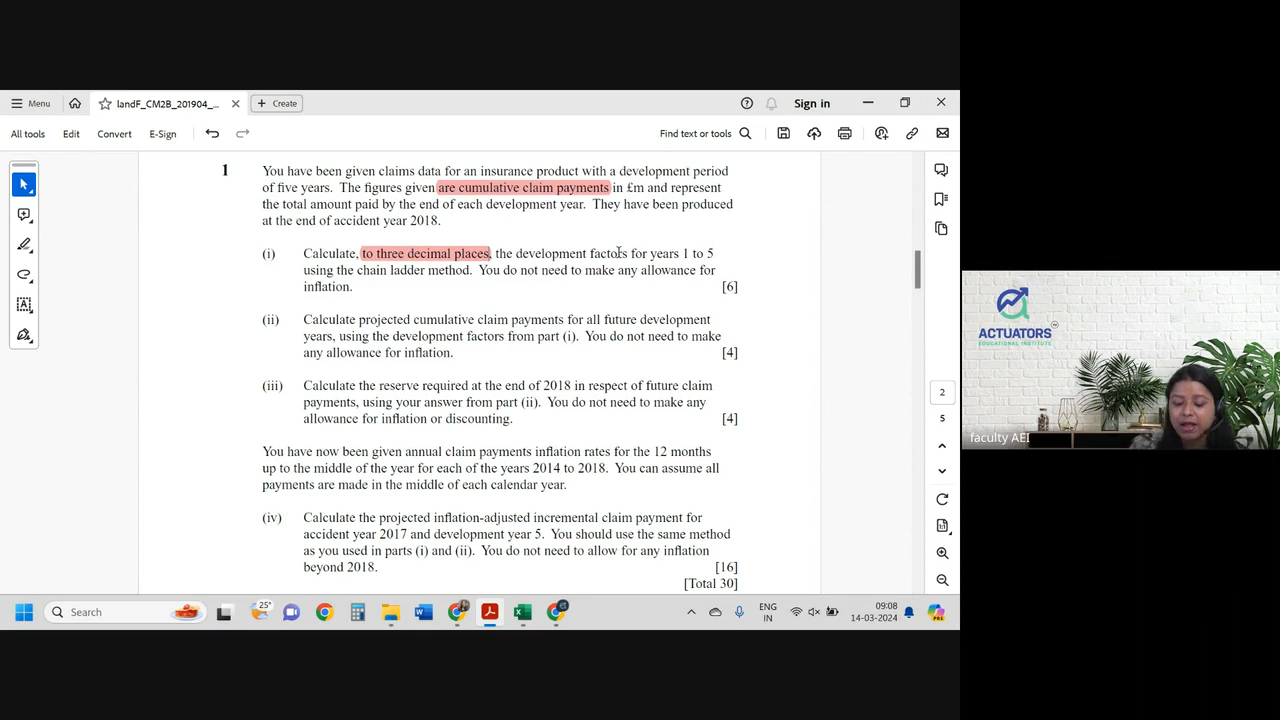 Menu
landF_CM2B_201904_...
Create
Sign in
All tools
Edit
Convert
E-Sign
Find text or tools
1
You have been given claims data for an insurance product with a development period
of five years. The figures given are cumulative claim payments in £m and represent
the total amount paid by the end of each development year. They have been produced
at the end of accident year 2018.
(i) Calculate, to three decimal places, the development factors for years 1 to 5
using the chain ladder method. You do not need to make any allowance for
inflation. [6]
(ii) Calculate projected cumulative claim payments for all future development
years, using the development factors from part (i). You do not need to make
any allowance for inflation. [4]
(iii) Calculate the reserve required at the end of 2018 in respect of future claim
payments, using your answer from part (ii). You do not need to make any
allowance for inflation or discounting. [4]
You have now been given annual claim payments inflation rates for the 12 months
up to the middle of the year for each of the years 2014 to 2018. You can assume all
payments are made in the middle of each calendar year.
(iv) Calculate the projected inflation-adjusted incremental claim payment for
accident year 2017 and development year 5. You should use the same method
as you used in parts (i) and (ii). You do not need to allow for any inflation
beyond 2018. [16]
[Total 30]
2
5
ACTUATORS
EDUCATIONAL INSTITUTE
faculty AEI
Search
25°
ENG
IN
09:08
14-03-2024